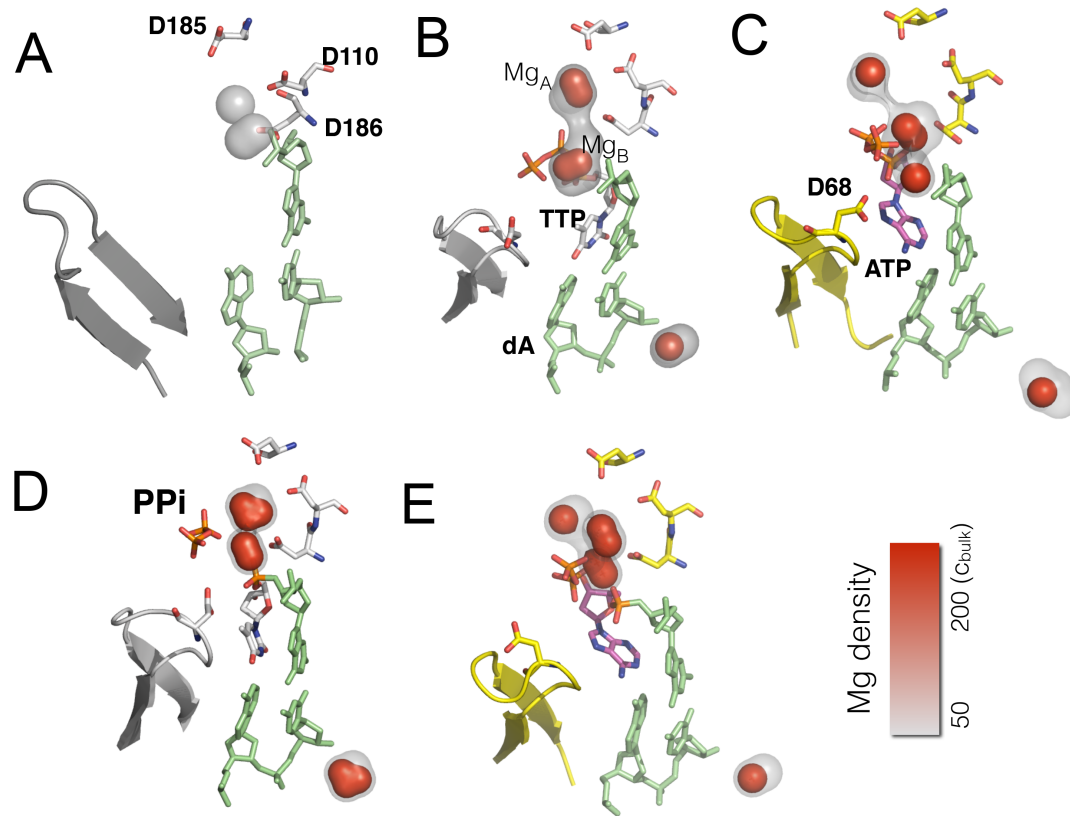 A
D185
D110
D186
B
MgA
MgB
TTP
dA
C
D68
ATP
D
PPi
E
Mg density
50 200 (cbulk)